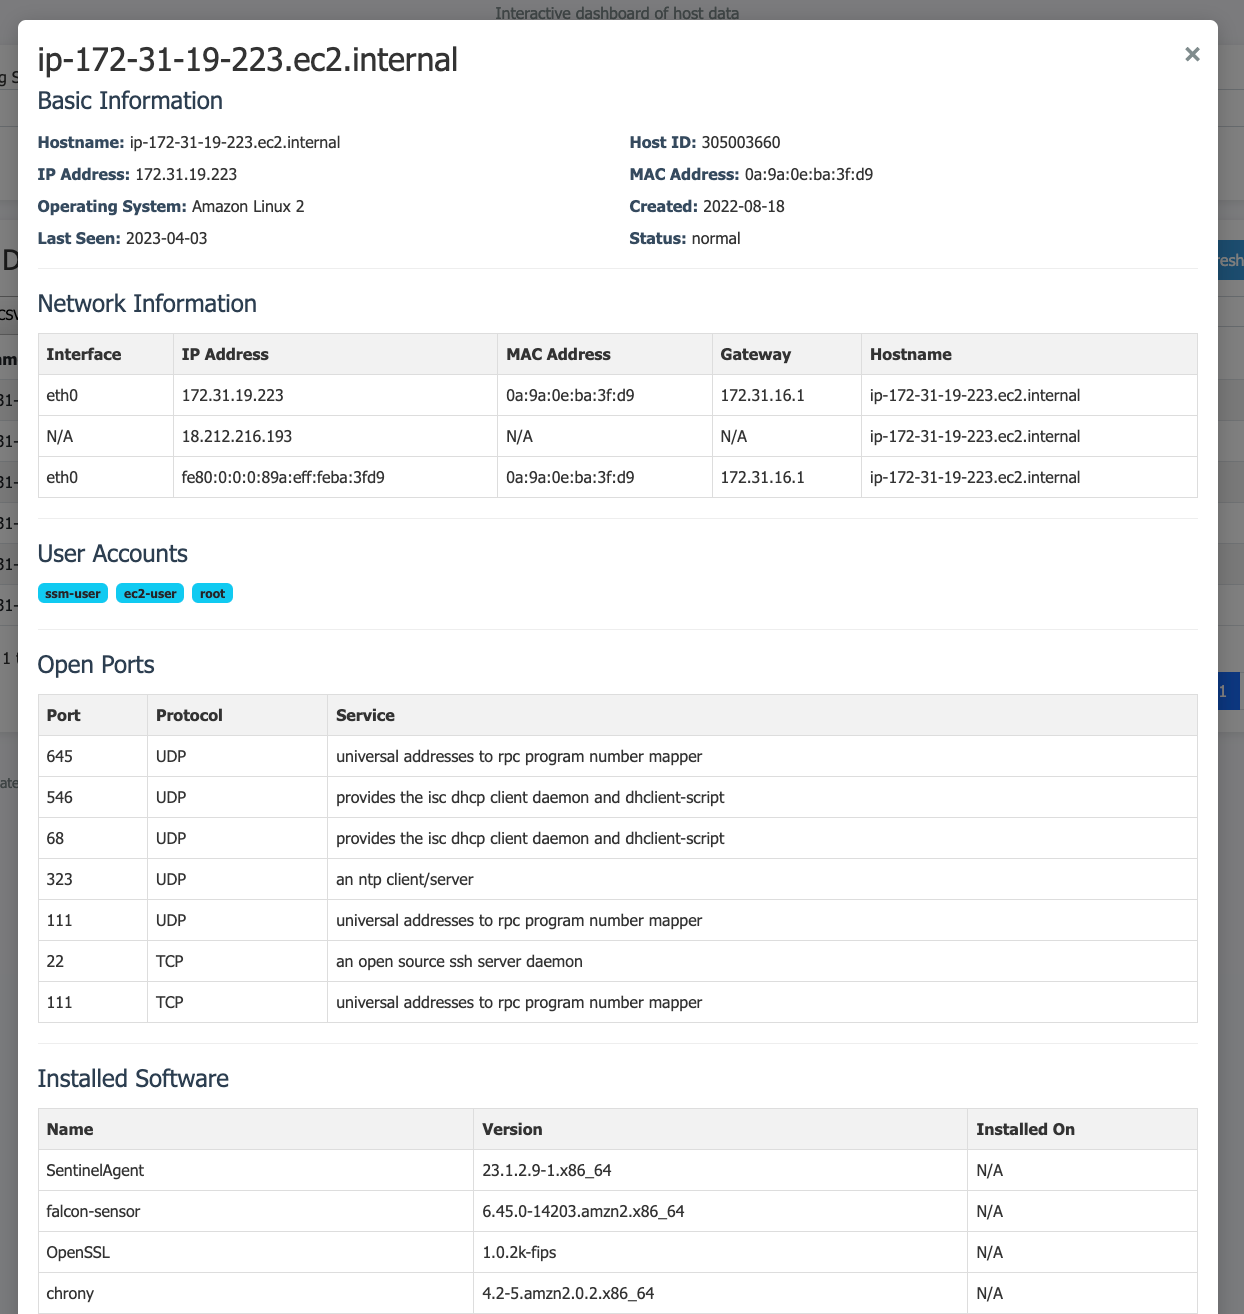 Interactive dashboard of host data
ip-172-31-19-223.ec2.internal
×
Basic Information
Hostname: ip-172-31-19-223.ec2.internal
Host ID: 305003660
IP Address: 172.31.19.223
MAC Address: 0a:9a:0e:ba:3f:d9
Operating System: Amazon Linux 2
Created: 2022-08-18
Last Seen: 2023-04-03
Status: normal
Network Information
Interface IP Address MAC Address Gateway Hostname
eth0 172.31.19.223 0a:9a:0e:ba:3f:d9 172.31.16.1 ip-172-31-19-223.ec2.internal
N/A 18.212.216.193 N/A N/A ip-172-31-19-223.ec2.internal
eth0 fe80:0:0:0:89a:eff:feba:3fd9 0a:9a:0e:ba:3f:d9 172.31.16.1 ip-172-31-19-223.ec2.internal
User Accounts
ssm-user ec2-user root
Open Ports
Port Protocol Service
645 UDP universal addresses to rpc program number mapper
546 UDP provides the isc dhcp client daemon and dhclient-script
68 UDP provides the isc dhcp client daemon and dhclient-script
323 UDP an ntp client/server
111 UDP universal addresses to rpc program number mapper
22 TCP an open source ssh server daemon
111 TCP universal addresses to rpc program number mapper
Installed Software
Name Version Installed On
SentinelAgent 23.1.2.9-1.x86_64 N/A
falcon-sensor 6.45.0-14203.amzn2.x86_64 N/A
OpenSSL 1.0.2k-fips N/A
chrony 4.2-5.amzn2.0.2.x86_64 N/A
1